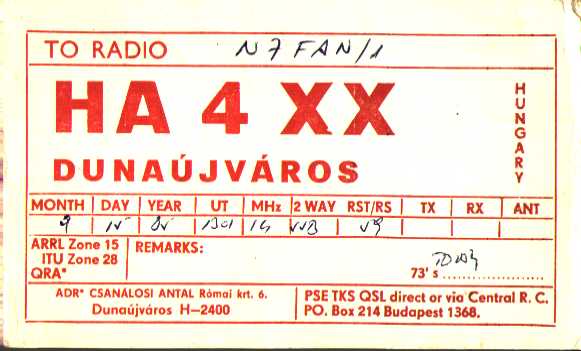 TO RADIO N7FAN/1
HA 4 XX
HUNGARY
DUNAÚJVÁROS
MONTH DAY YEAR UT MHz 2 WAY RST/RS TX RX ANT
9 14
ARRL Zone 15
ITU Zone 28
QRA*
REMARKS:
73's
ADR* CSANÁLOSI ANTAL Római krt. 6.
Dunaújváros H-2400
PSE TKS QSL direct or via Central R. C.
PO. Box 214 Budapest 1368.